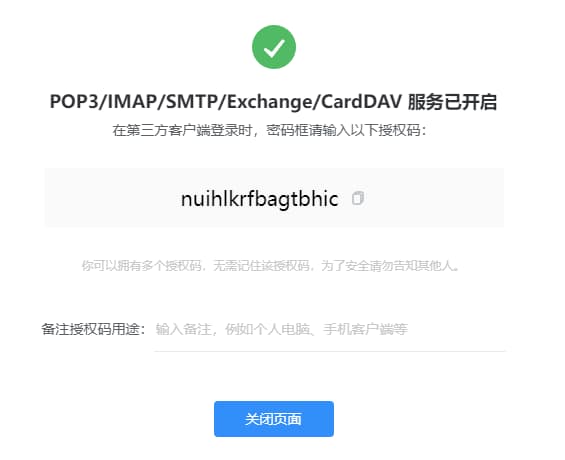 POP3/IMAP/SMTP/Exchange/CardDAV 服务已开启
在第三方客户端登录时，密码框请输入以下授权码：
nuihlkrfbagtbhic
你可以拥有多个授权码，无需记住该授权码，为了安全请勿告知其他人。
备注授权码用途： 输入备注，例如个人电脑、手机客户端等
关闭页面